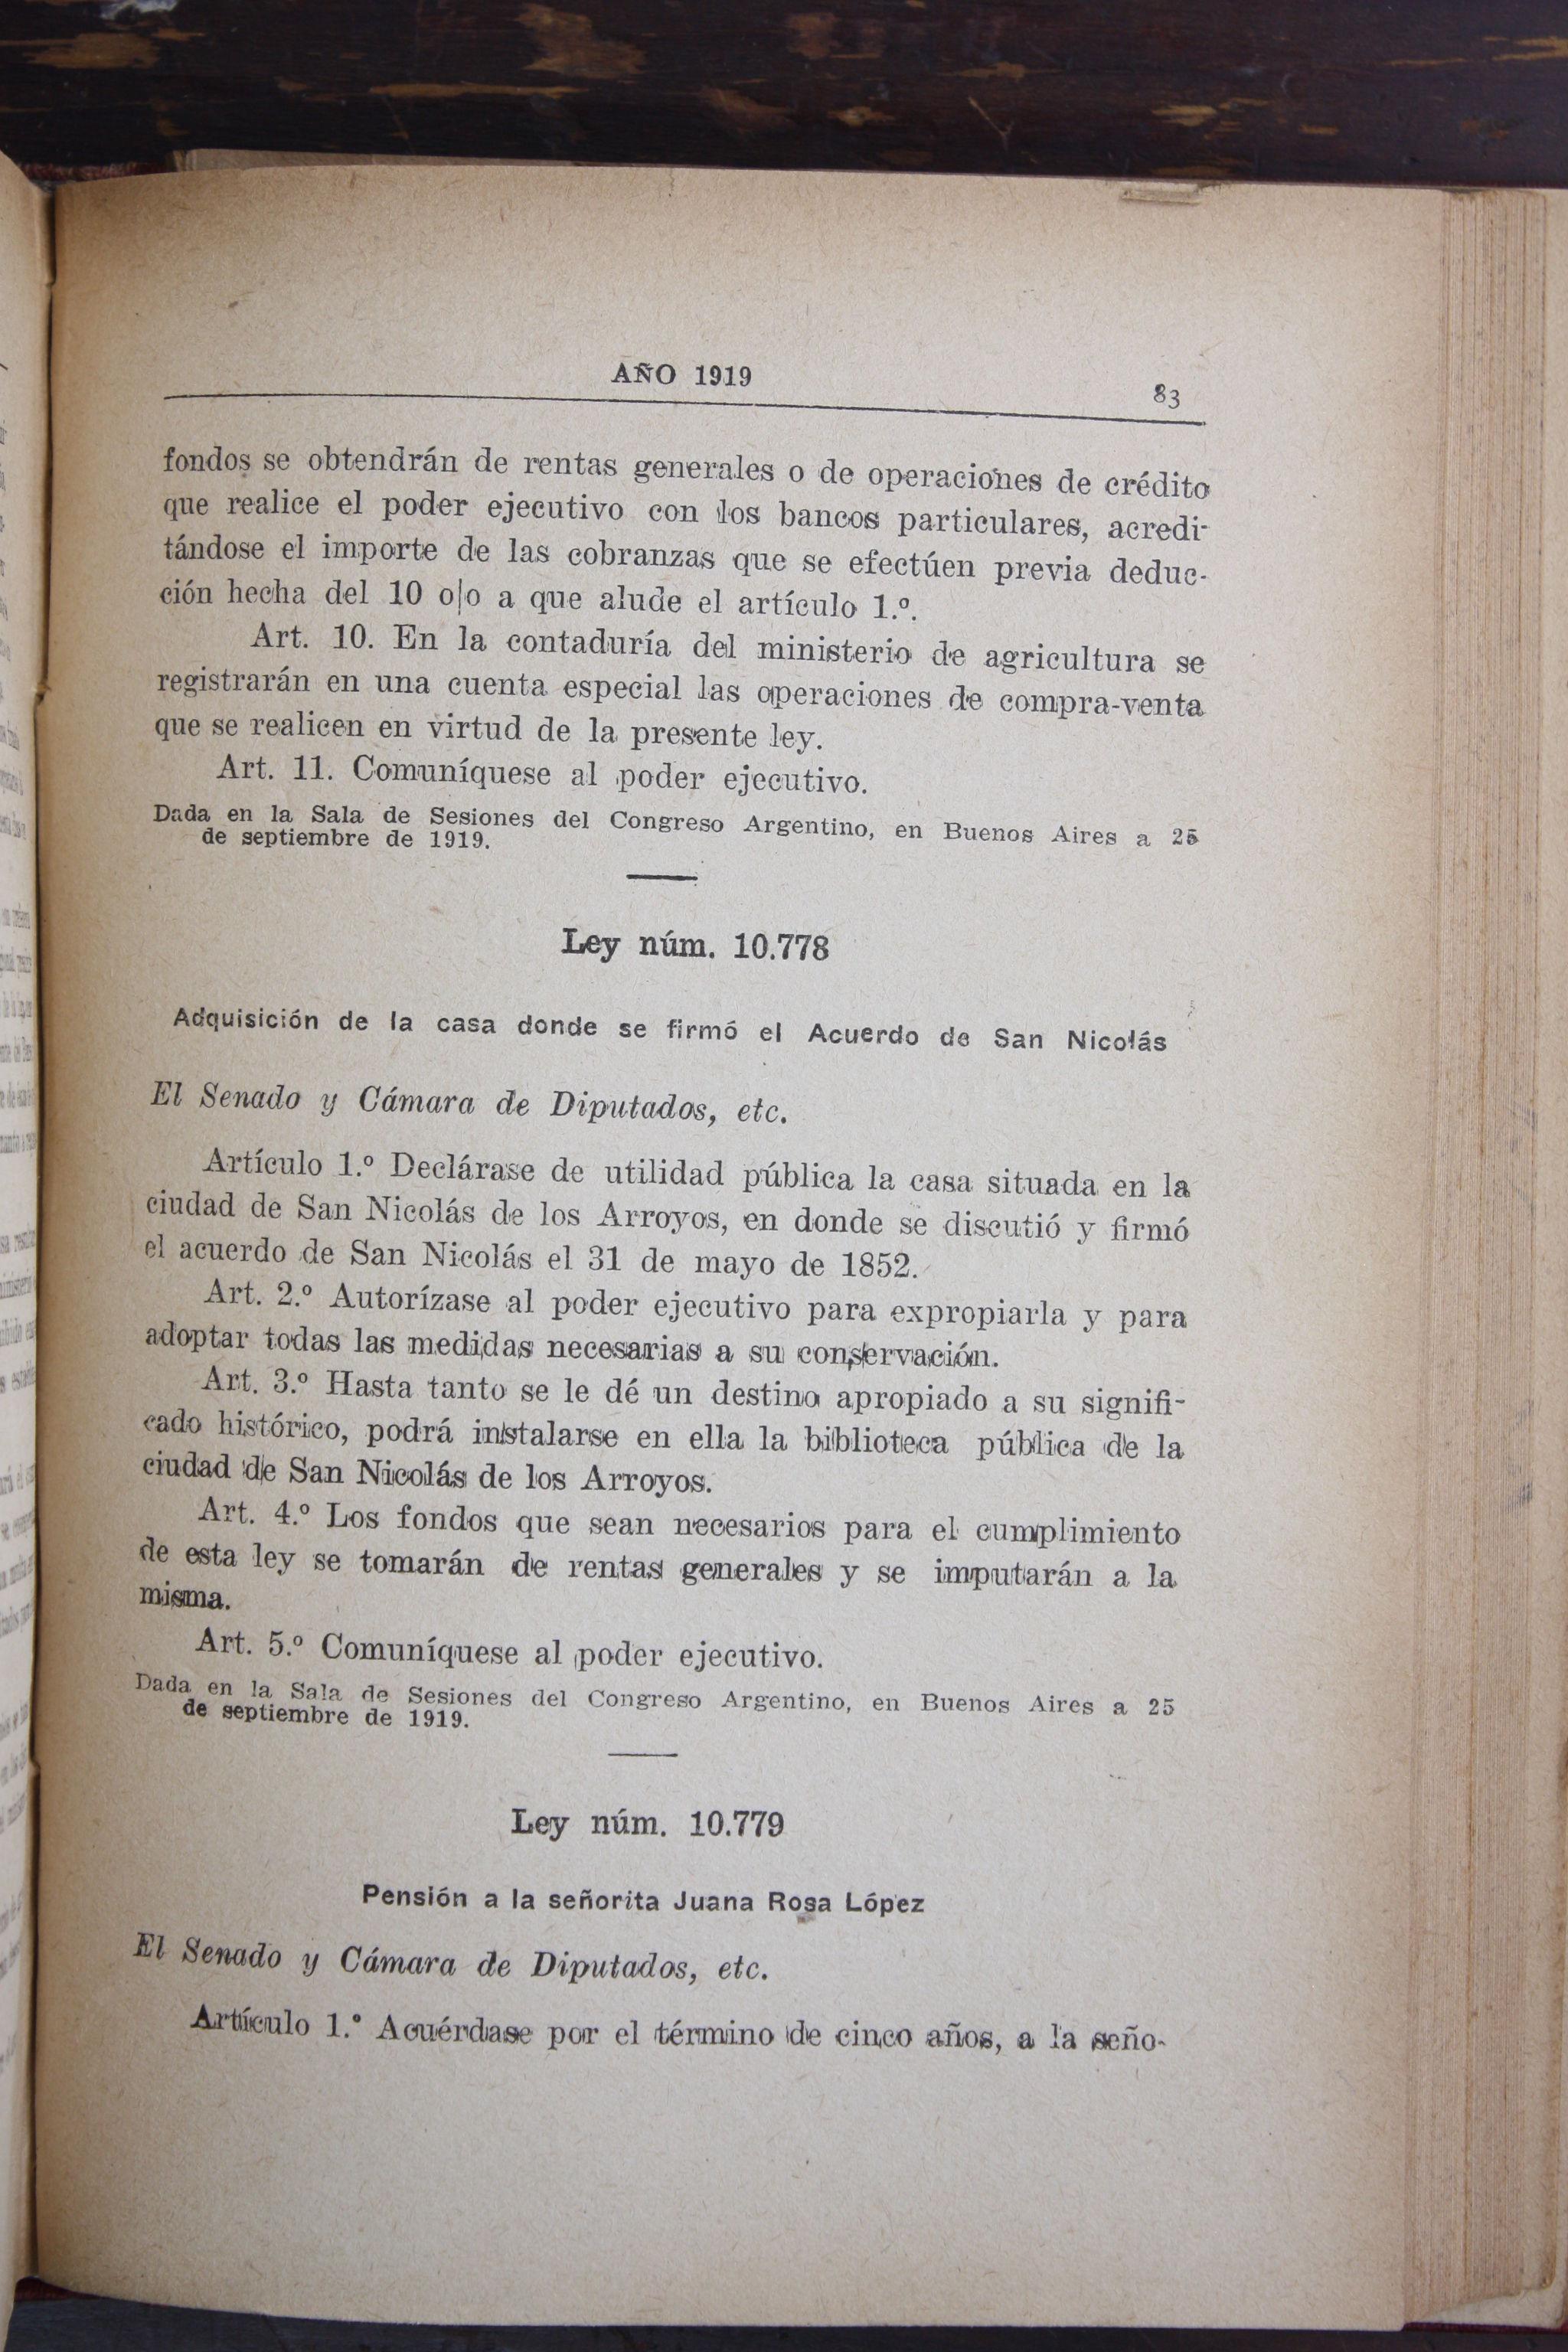 AÑO 1919
83
fondos se obtendrán de rentas generales o de operaciones de crédito
que realice el poder ejecutivo con los bancos particulares, acredi-
tándose el importe de las cobranzas que se efectúen previa deduc-
ción hecha del 10 o|o a que alude el artículo 1.º.
Art. 10. En la contaduría del ministerio de agricultura se
registrarán en una cuenta especial las operaciones de compra-venta
que se realicen en virtud de la presente ley.
Art. 11. Comuníquese al poder ejecutivo.
Dada en la Sala de Sesiones del Congreso Argentino, en Buenos Aires a 25
de septiembre de 1919.
Ley núm. 10.778
Adquisición de la casa donde se firmó el Acuerdo de San Nicolás
El Senado y Cámara de Diputados, etc.
Artículo 1.º Declárase de utilidad pública la casa situada en la
ciudad de San Nicolás de los Arroyos, en donde se discutió y firmó
el acuerdo de San Nicolás el 31 de mayo de 1852.
Art. 2.º Autorízase al poder ejecutivo para expropiarla y para
adoptar todas las medidas necesarias a su conservación.
Art. 3.º Hasta tanto se le dé un destino apropiado a su signifi-
cado histórico, podrá instalarse en ella la biblioteca pública de la
ciudad de San Nicolás de los Arroyos.
Art. 4.º Los fondos que sean necesarios para el cumplimiento
de esta ley se tomarán de rentas generales y se imputarán a la
misma.
Art. 5.º Comuníquese al poder ejecutivo.
Dada en la Sala de Sesiones del Congreso Argentino, en Buenos Aires a 25
de septiembre de 1919.
Ley núm. 10.779
Pensión a la señorita Juana Rosa López
El Senado y Cámara de Diputados, etc.
Artículo 1.º Acuérdase por el término de cinco años, a la seño-